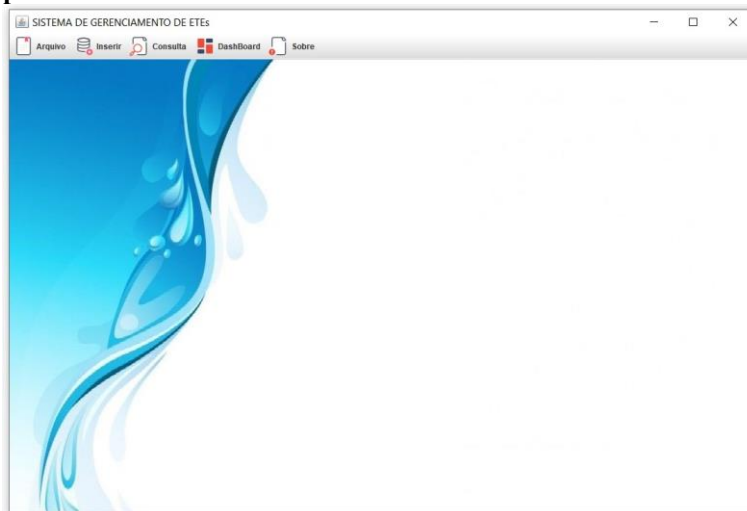 SISTEMA DE GERENCIAMENTO DE ETEs
Arquivo Inserir Consulta DashBoard Sobre